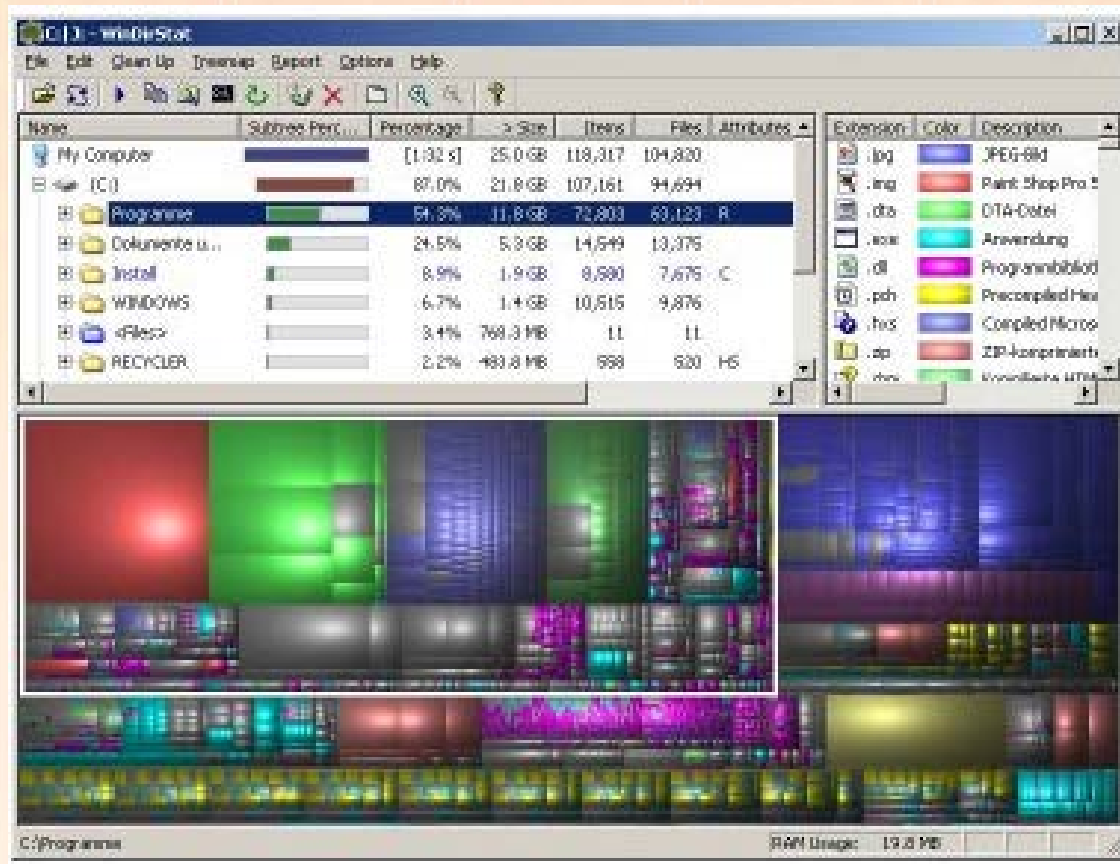 C:| J: - WinDirStat
File Edit Clean Up Treemap Report Options Help
Name Subtree Perc... Percentage > Size Items Files Attributes
My Computer [1:32 s] 25.0 GB 118,317 104,820
(C:) 87.0% 21.8 GB 107,161 94,694
Programme 54.3% 11.8 GB 72,803 63,123 R
Dokumente u... 24.5% 5.3 GB 14,549 13,375
Install 8.9% 1.9 GB 8,580 7,675 C
WINDOWS 6.7% 1.4 GB 10,515 9,876
<Files> 3.4% 768.3 MB 11 11
RECYCLER 2.2% 483.8 MB 558 520 HS
Extension Color Description
.jpg JPEG-Bild
.img Paint Shop Pro 5
.dta DTA-Datei
.exe Anwendung
.dll Programmbibliot
.pch Precompiled Hea
.hxs Compiled Micros
.zip ZIP-komprimierte
C:\Programme
RAM Usage: 19.8 MB